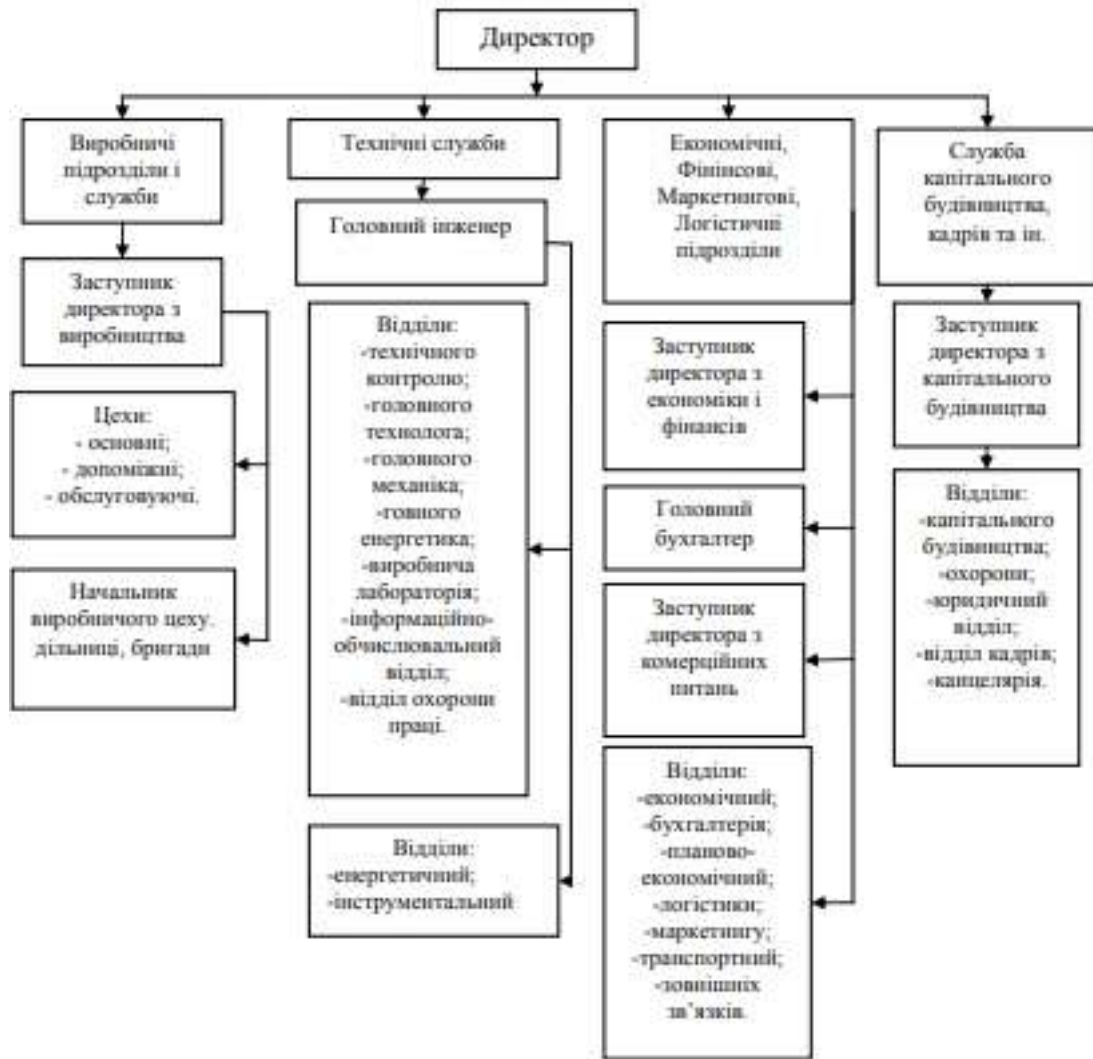 Директор
Виробничі
підрозділи і
служби
Заступник
директора з
виробництва
Цехи:
- основні;
- допоміжні;
- обслуговуючі.
Начальник
виробничого цеху.
дільниці, бригади
Технічні служби
Головний інженер
Відділи:
-технічного
контролю;
-головного
технолога;
-головного
механіка;
-говного
енергетика;
-виробнича
лабораторія;
-інформаційно-
обчислювальний
відділ;
-відділ охорони
праці.
Відділи:
-енергетичний;
-інструментальний
Економічні,
Фінінсові,
Маркетингові,
Логістичні
підрозділи
Заступник
директора з
економіки і
фінансів
Головний
бухгалтер
Заступник
директора з
комерційних
питань
Відділи:
-економічний;
-бухгалтерія;
-планово-
економічний;
-логістики;
-маркетингу;
-транспортний;
-зовнішніх
зв’язків.
Служба
капітального
будівництва,
кадрів та ін.
Заступник
директора з
капітального
будівництва
Відділи:
-капітального
будівництва;
-охорони;
-юридичний
відділ;
-відділ кадрів;
-канцелярія.